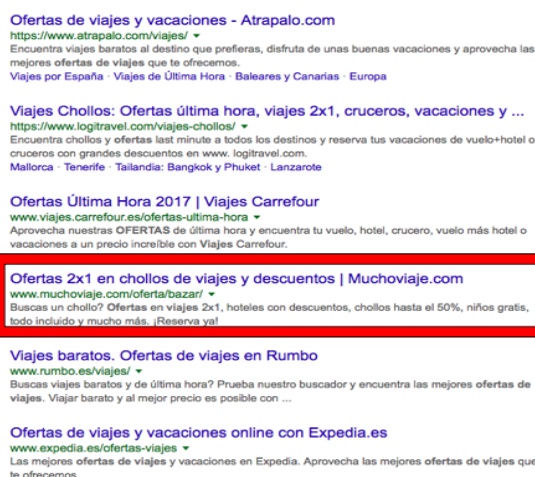 Ofertas de viajes y vacaciones - Atrapalo.com
https://www.atrapalo.com/viajes/
Encuentra viajes baratos al destino que prefieras, disfruta de unas buenas vacaciones y aprovecha las
mejores ofertas de viajes que te ofrecemos.
Viajes por España · Viajes de Última Hora · Baleares y Canarias · Europa
Viajes Chollos: Ofertas última hora, viajes 2x1, cruceros, vacaciones y ...
https://www.logitravel.com/viajes-chollos/
Encuentra chollos y ofertas last minute a todos los destinos y reserva tus vacaciones de vuelo+hotel o
cruceros con grandes descuentos en www. logitravel.com.
Mallorca · Tenerife · Tailandia: Bangkok y Phuket · Lanzarote
Ofertas Última Hora 2017 | Viajes Carrefour
www.viajes.carrefour.es/ofertas-ultima-hora
Aprovecha nuestras OFERTAS de última hora y encuentra tu vuelo, hotel, crucero, vuelo más hotel o
vacaciones a un precio increíble con Viajes Carrefour.
Ofertas 2x1 en chollos de viajes y descuentos | Muchoviaje.com
www.muchoviaje.com/oferta/bazar/
Buscas un chollo? Ofertas en viajes 2x1, hoteles con descuentos, chollos hasta el 50%, niños gratis,
todo incluido y mucho más. ¡Reserva ya!
Viajes baratos. Ofertas de viajes en Rumbo
www.rumbo.es/viajes/
Buscas viajes baratos y de última hora? Prueba nuestro buscador y encuentra las mejores ofertas de
viajes. Viajar barato y al mejor precio es posible con ...
Ofertas de viajes y vacaciones online con Expedia.es
www.expedia.es/ofertas-viajes
Las mejores ofertas de viajes y vacaciones en Expedia. Aprovecha las mejores ofertas de viajes que
te ofrecemos